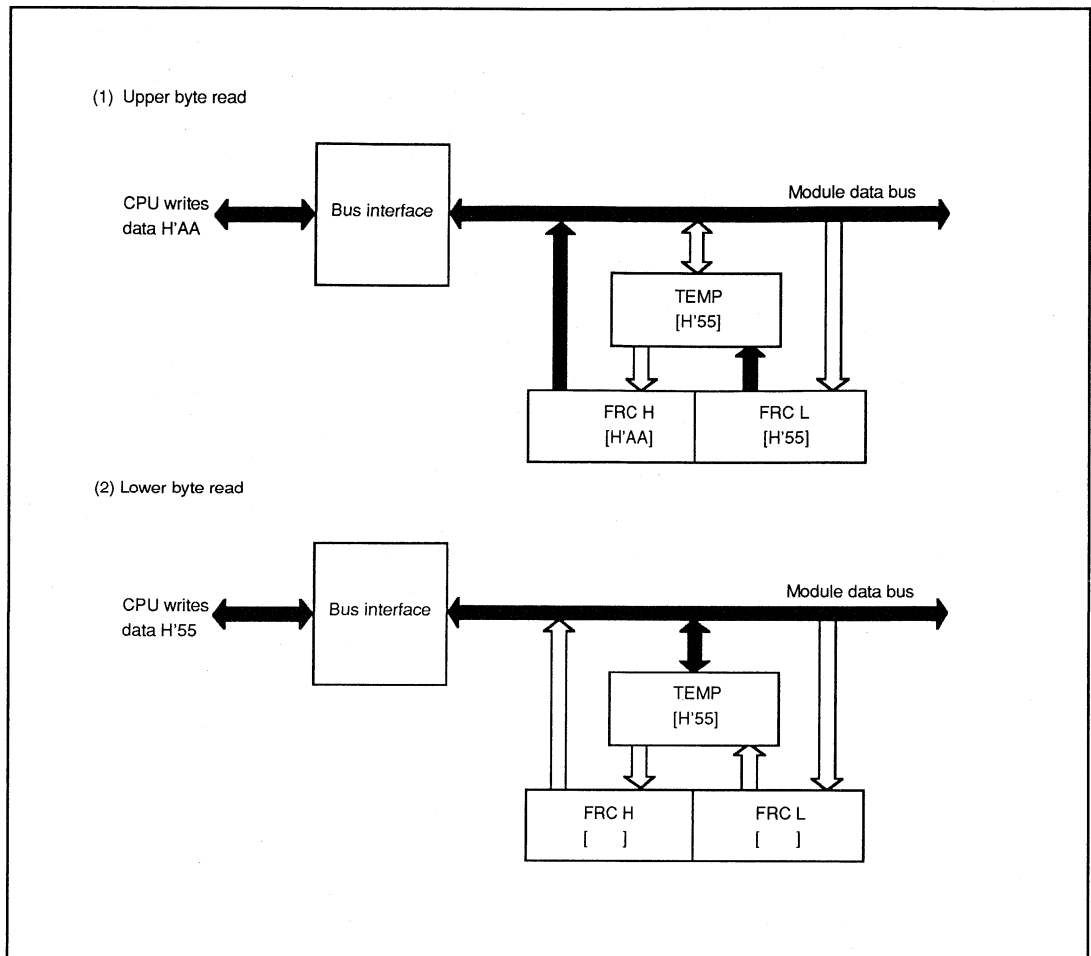 (1) Upper byte read
CPU writes
data H'AA
Bus interface
Module data bus
TEMP
[H'55]
FRC H
[H'AA]
FRC L
[H'55]
(2) Lower byte read
CPU writes
data H'55
Bus interface
Module data bus
TEMP
[H'55]
FRC H
[ ]
FRC L
[ ]